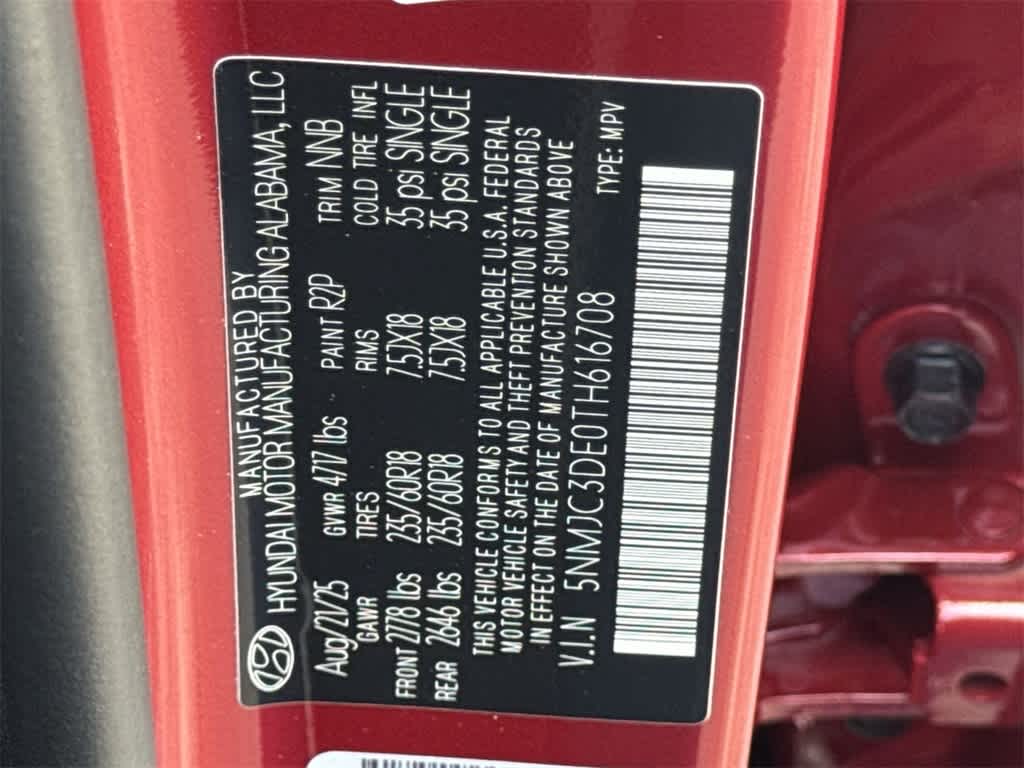 MANUFACTURED BY
HYUNDAI MOTOR MANUFACTURING ALABAMA, LLC
Aug/21/25 GVWR 4717 lbs PAINT R2P TRIM NNB
GAWR TIRES RIMS COLD TIRE INFL
FRONT 2778 lbs 235/60R18 7.5JX18 35 psi SINGLE
REAR 2646 lbs 235/60R18 7.5JX18 35 psi SINGLE
THIS VEHICLE CONFORMS TO ALL APPLICABLE U.S.A. FEDERAL
MOTOR VEHICLE SAFETY AND THEFT PREVENTION STANDARDS
IN EFFECT ON THE DATE OF MANUFACTURE SHOWN ABOVE
V.I.N 5NMJC3DE0TH616708 TYPE: MPV